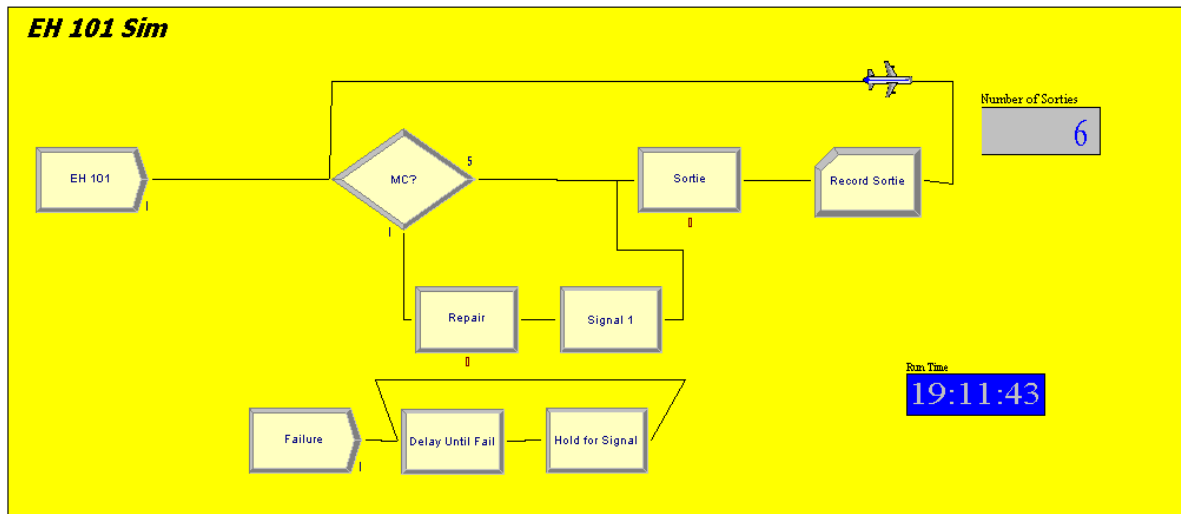 EH 101 Sim
Number of Sorties
6
EH 101
1
MC?
5
1
Sortie
0
Record Sortie
Repair
0
Signal 1
Run Time
19:11:43
Failure
1
Delay Until Fail
Hold for Signal